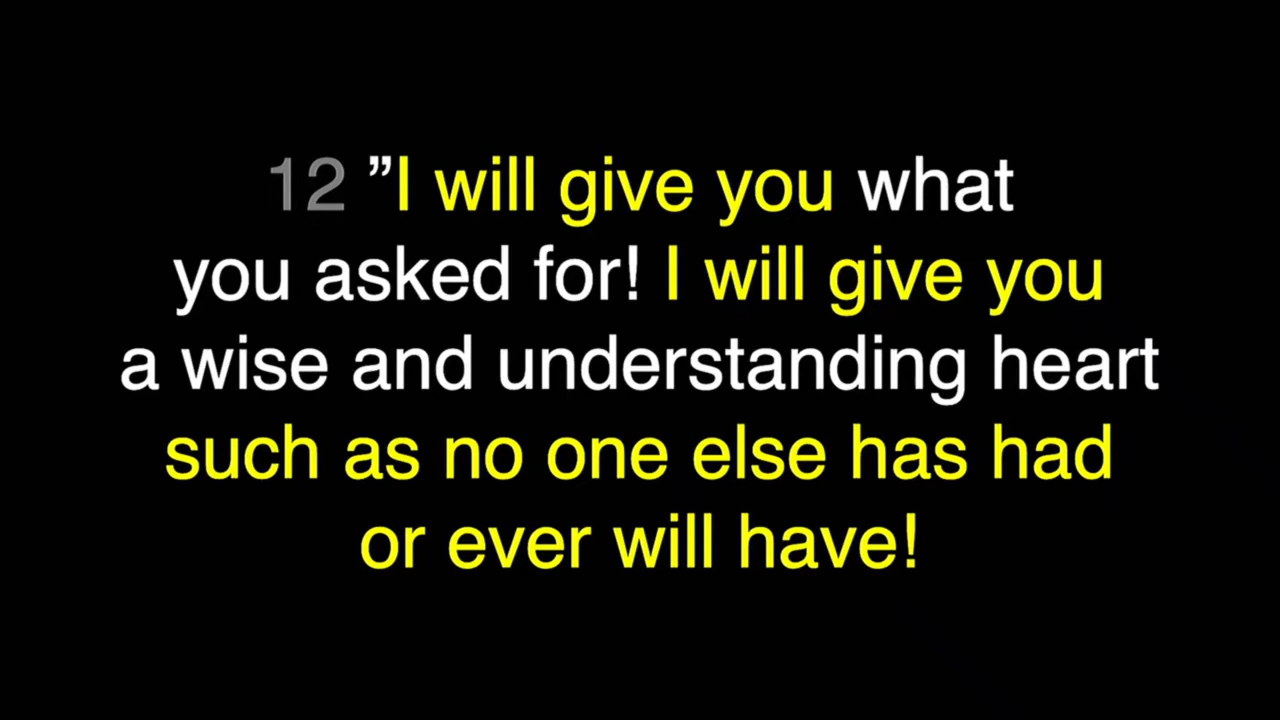 12 ”I will give you what
you asked for! I will give you
a wise and understanding heart
such as no one else has had
or ever will have!